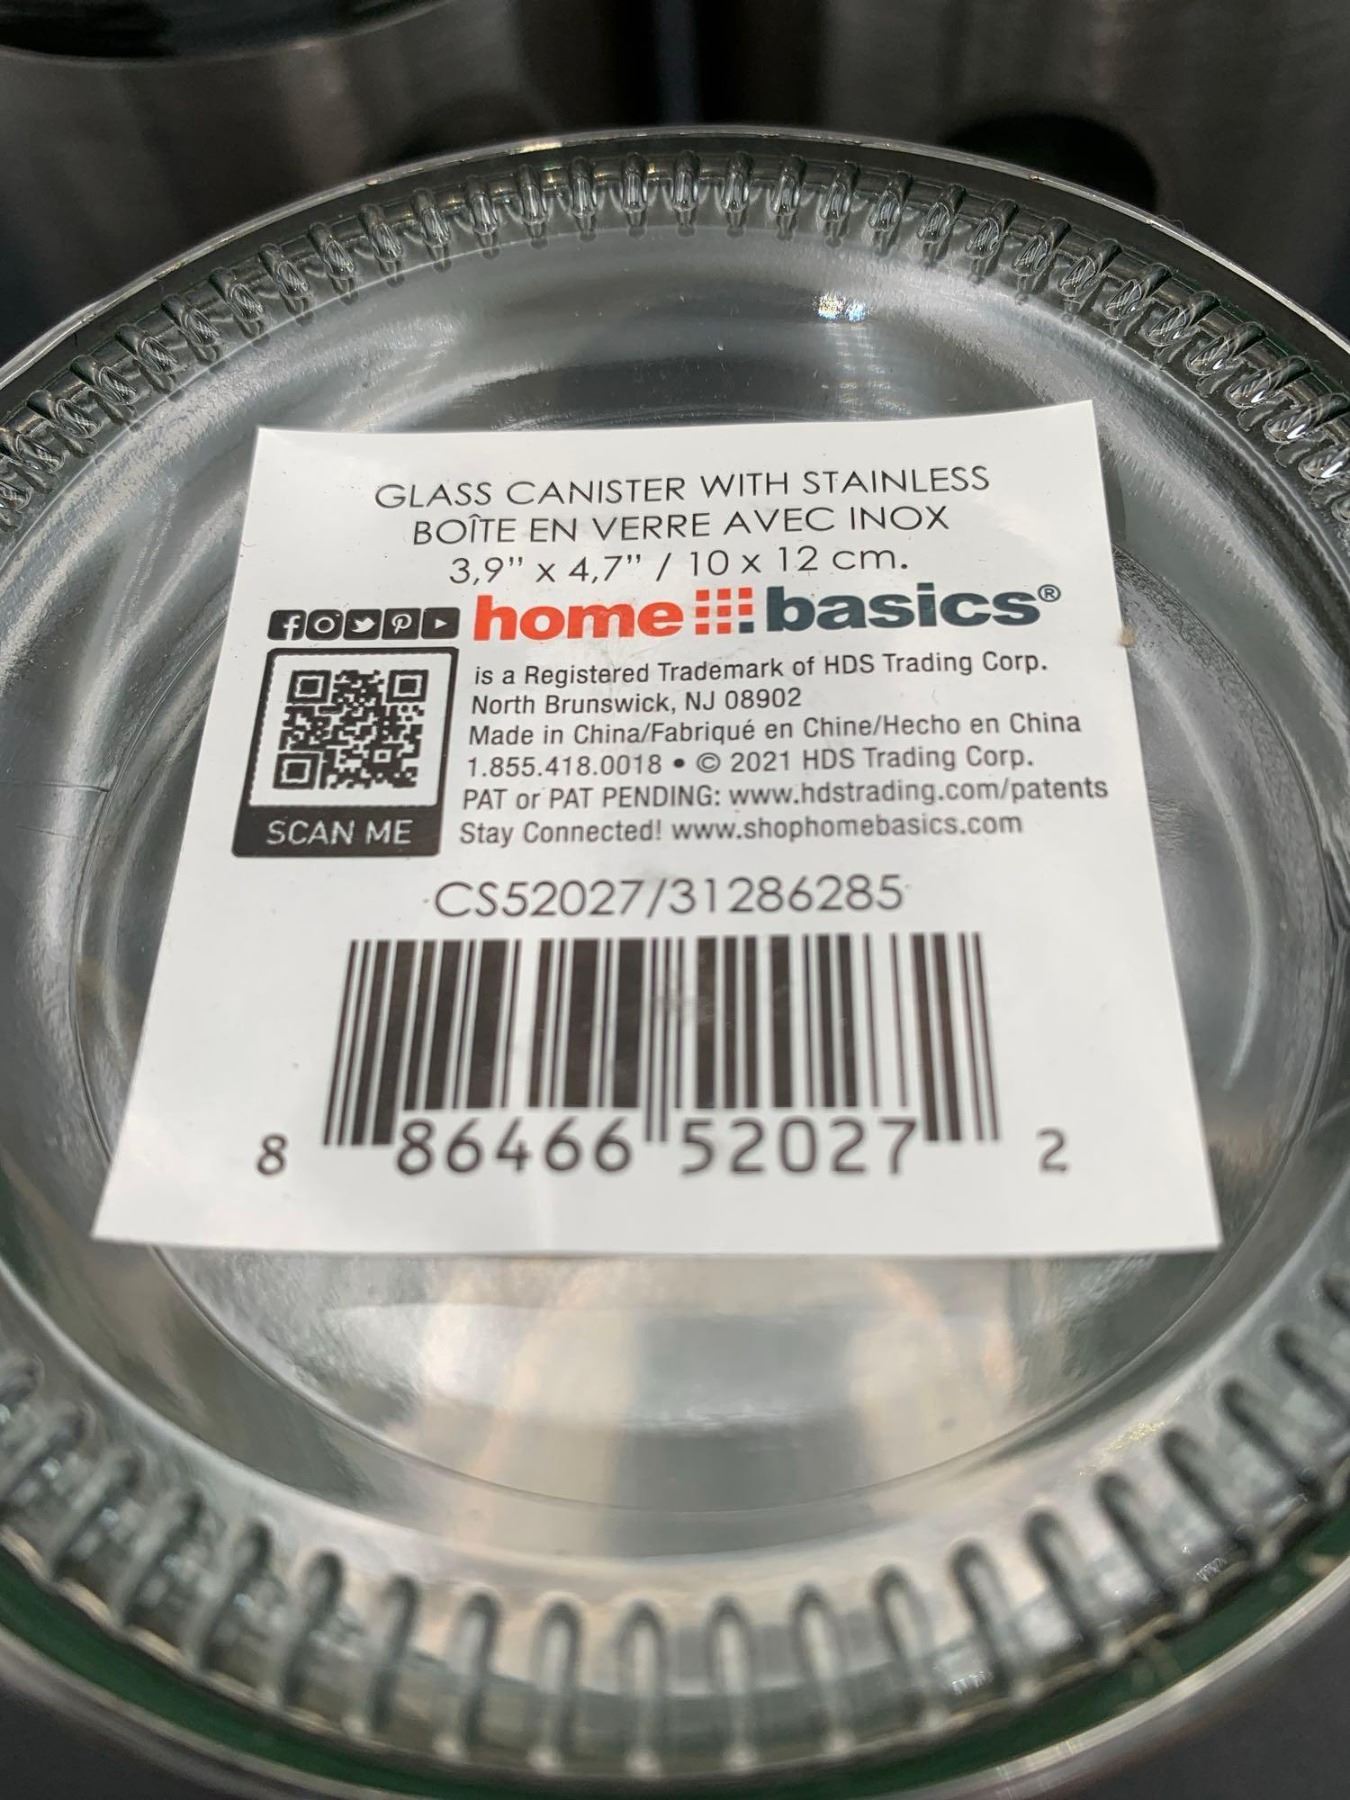 GLASS CANISTER WITH STAINLESS
BOÎTE EN VERRE AVEC INOX
3,9" x 4,7" / 10 x 12 cm.
home basics®
is a Registered Trademark of HDS Trading Corp.
North Brunswick, NJ 08902
Made in China/Fabriqué en Chine/Hecho en China
1.855.418.0018 • © 2021 HDS Trading Corp.
PAT or PAT PENDING: www.hdstrading.com/patents
Stay Connected! www.shophomebasics.com
SCAN ME
CS52027/31286285
8 86466 52027 2